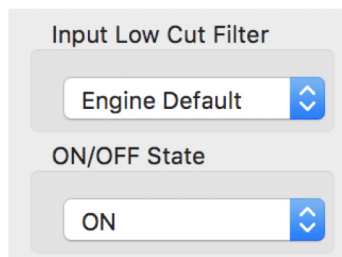 Input Low Cut Filter
Engine Default
ON/OFF State
ON